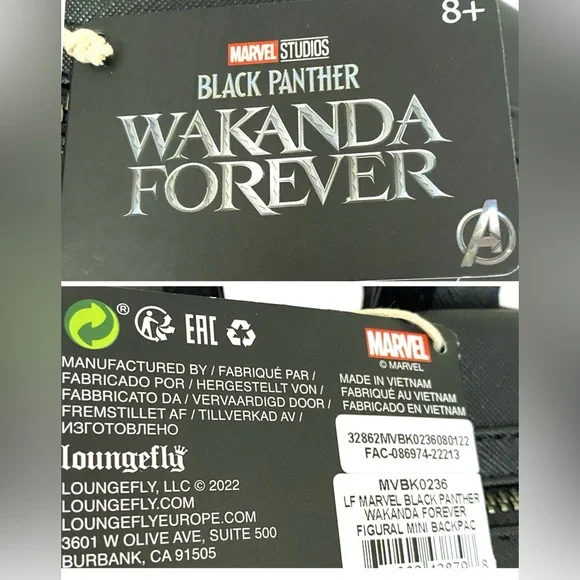 8+
MARVEL STUDIOS
BLACK PANTHER
WAKANDA
FOREVER
®
EAC
MANUFACTURED BY / FABRIQUÉ PAR /
FABRICADO POR / HERGESTELLT VON /
FABBRICATO DA / VERVAARDIGD DOOR /
FREMSTILLET AF / TILLVERKAD AV /
ИЗГОТОВЛЕНО
loungefly
LOUNGEFLY, LLC © 2022
LOUNGEFLY.COM
LOUNGEFLYEUROPE.COM
3601 W OLIVE AVE, SUITE 500
BURBANK, CA 91505
MARVEL
© MARVEL
MADE IN VIETNAM
FABRIQUÉ AU VIETNAM
FABRICADO EN VIETNAM
32862MVBK0236080122
FAC-086974-22213
MVBK0236
LF MARVEL BLACK PANTHER
WAKANDA FOREVER
FIGURAL MINI BACKPAC